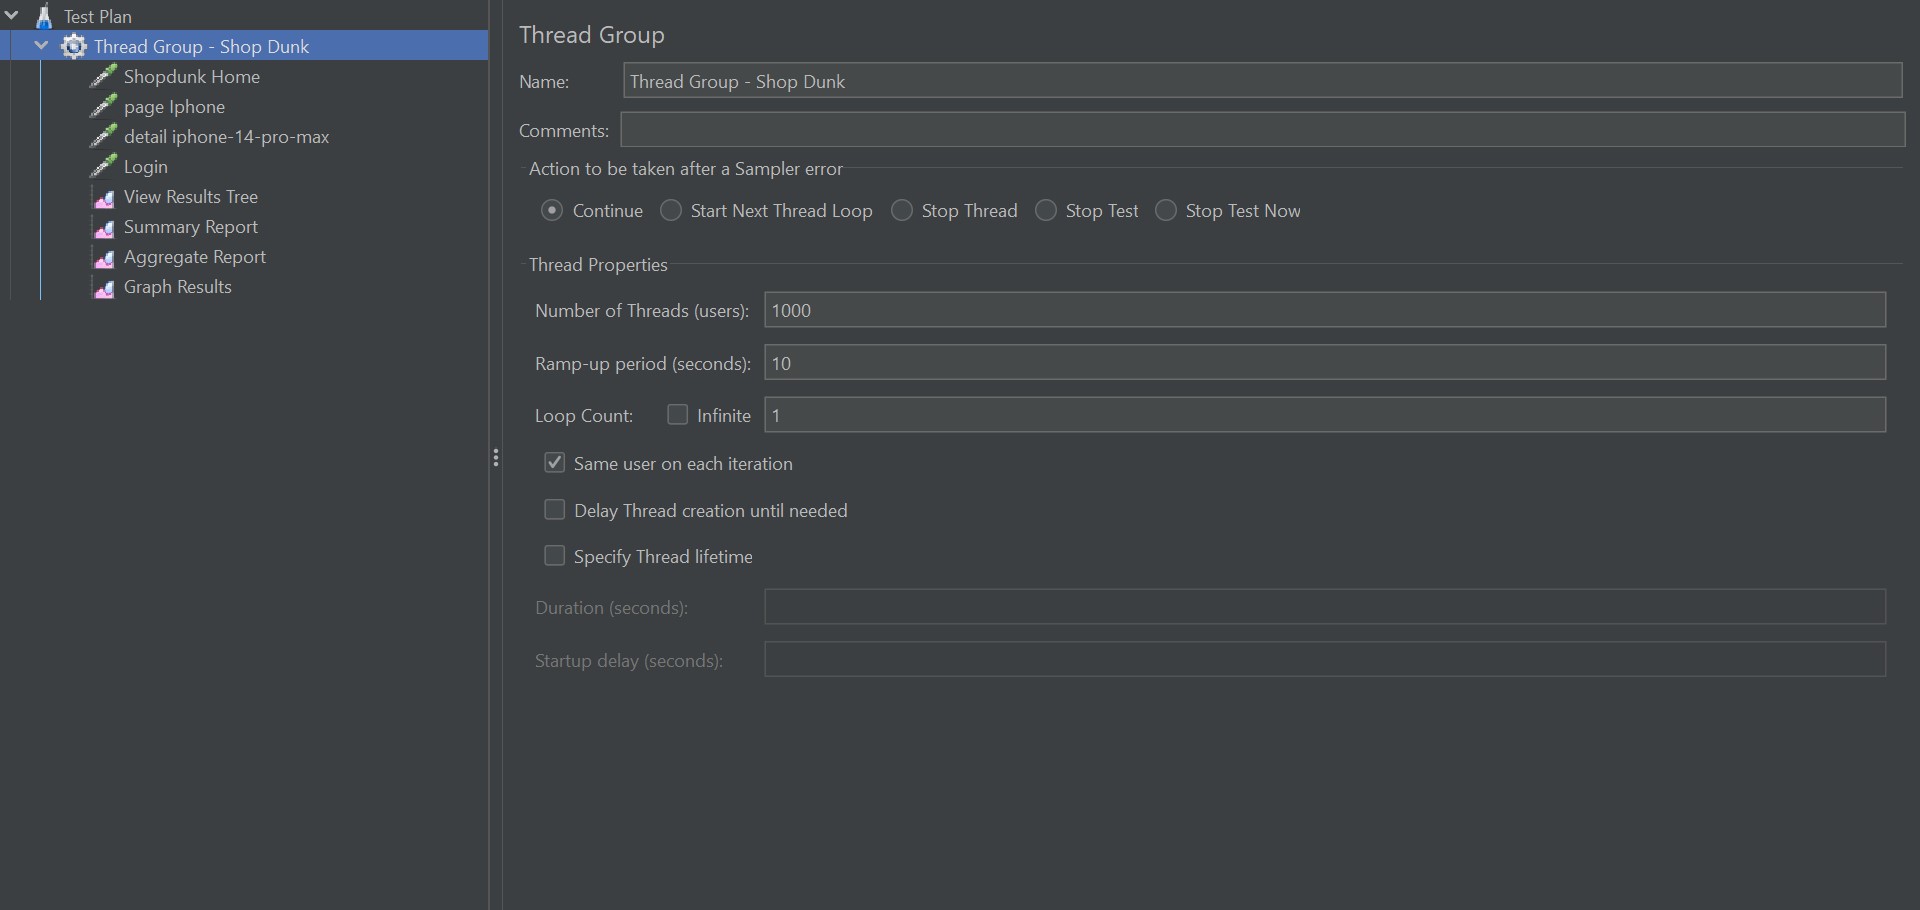 Test Plan
Thread Group - Shop Dunk
Shopdunk Home
page Iphone
detail iphone-14-pro-max
Login
View Results Tree
Summary Report
Aggregate Report
Graph Results
Thread Group
Name: Thread Group - Shop Dunk
Comments:
Action to be taken after a Sampler error
Continue Start Next Thread Loop Stop Thread Stop Test Stop Test Now
Thread Properties
Number of Threads (users): 1000
Ramp-up period (seconds): 10
Loop Count: Infinite 1
Same user on each iteration
Delay Thread creation until needed
Specify Thread lifetime
Duration (seconds):
Startup delay (seconds):